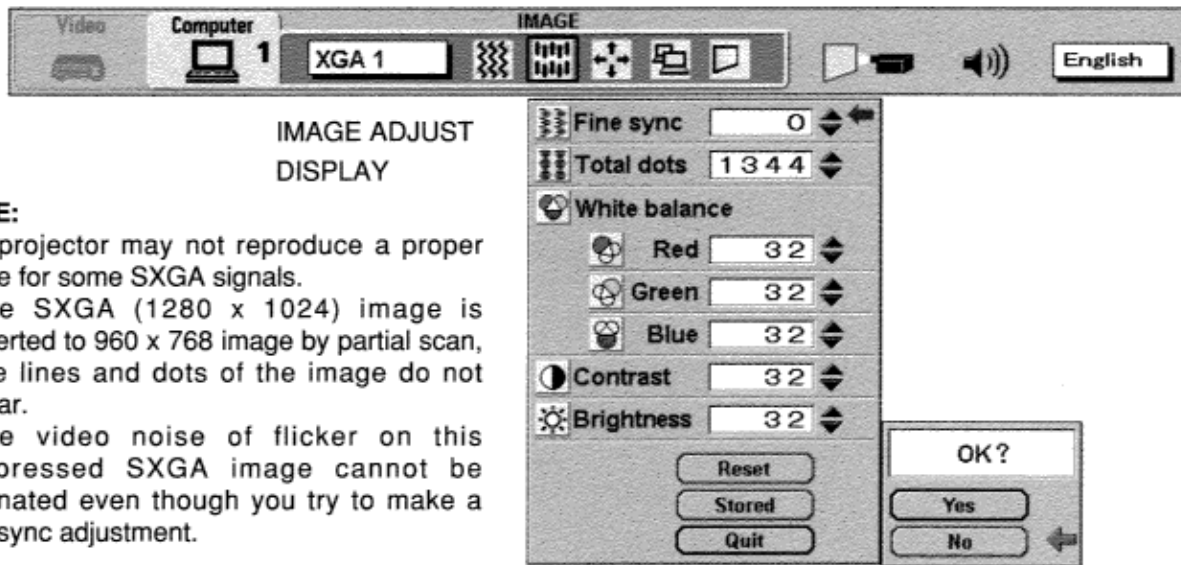 Video
Computer
IMAGE
1
XGA 1
English
IMAGE ADJUST
DISPLAY
E:
projector may not reproduce a proper
e for some SXGA signals.
e SXGA (1280 x 1024) image is
erted to 960 x 768 image by partial scan,
e lines and dots of the image do not
ar.
e video noise of flicker on this
pressed SXGA image cannot be
nated even though you try to make a
sync adjustment.
Fine sync 0
Total dots 1344
White balance
Red 32
Green 32
Blue 32
Contrast 32
Brightness 32
Reset
Stored
Quit
OK?
Yes
No